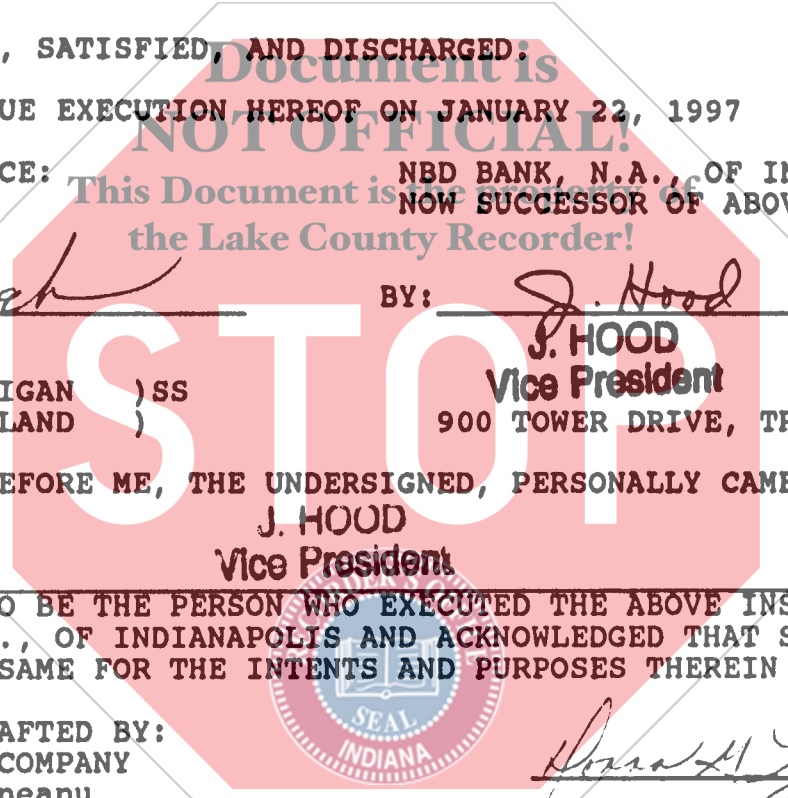 , SATISFIED, AND DISCHARGED.
Document is
UE EXECUTION HEREOF ON JANUARY 22, 1997
NOT OFFICIAL!
CE: NBD BANK, N.A., OF IN
This Document is the property of
NOW SUCCESSOR OF ABOV
the Lake County Recorder!
BY: J. Hood
J. HOOD
STOP
Vice President
IGAN )SS
LAND ) 900 TOWER DRIVE, TR
EFORE ME, THE UNDERSIGNED, PERSONALLY CAME
J. HOOD
Vice President
O BE THE PERSON WHO EXECUTED THE ABOVE INS
., OF INDIANAPOLIS AND ACKNOWLEDGED THAT S
SAME FOR THE INTENTS AND PURPOSES THEREIN
RECORDER'S OFFICE
SEAL
INDIANA
AFTED BY:
COMPANY